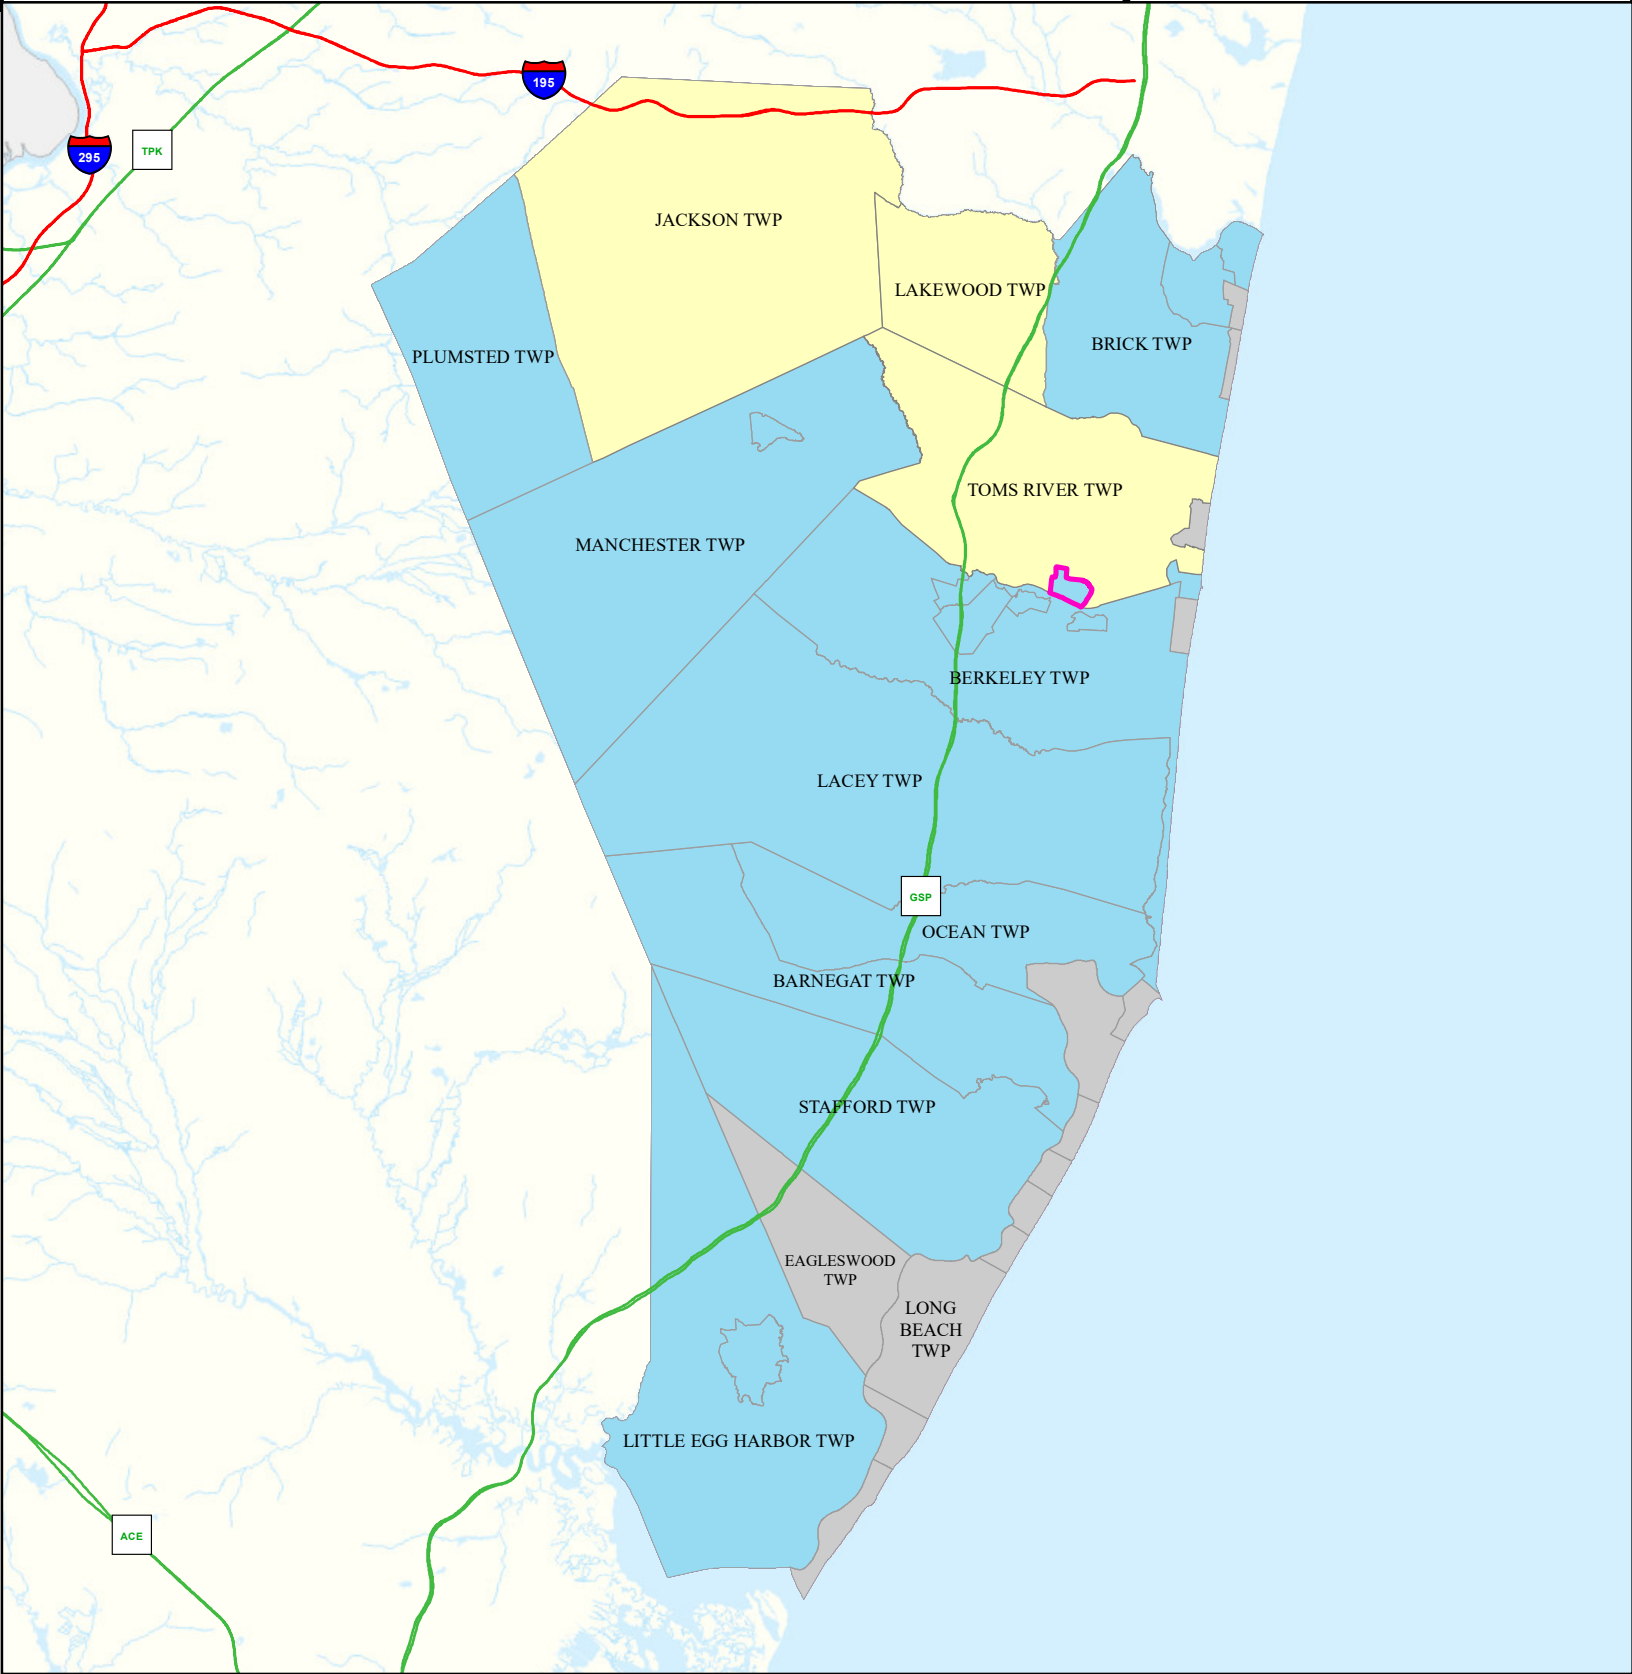 195
295
TPK
JACKSON TWP
LAKEWOOD TWP
BRICK TWP
PLUMSTED TWP
TOMS RIVER TWP
MANCHESTER TWP
BERKELEY TWP
LACEY TWP
GSP
OCEAN TWP
BARNEGAT TWP
STAFFORD TWP
EAGLESWOOD
TWP
LONG
BEACH
TWP
LITTLE EGG HARBOR TWP
ACE